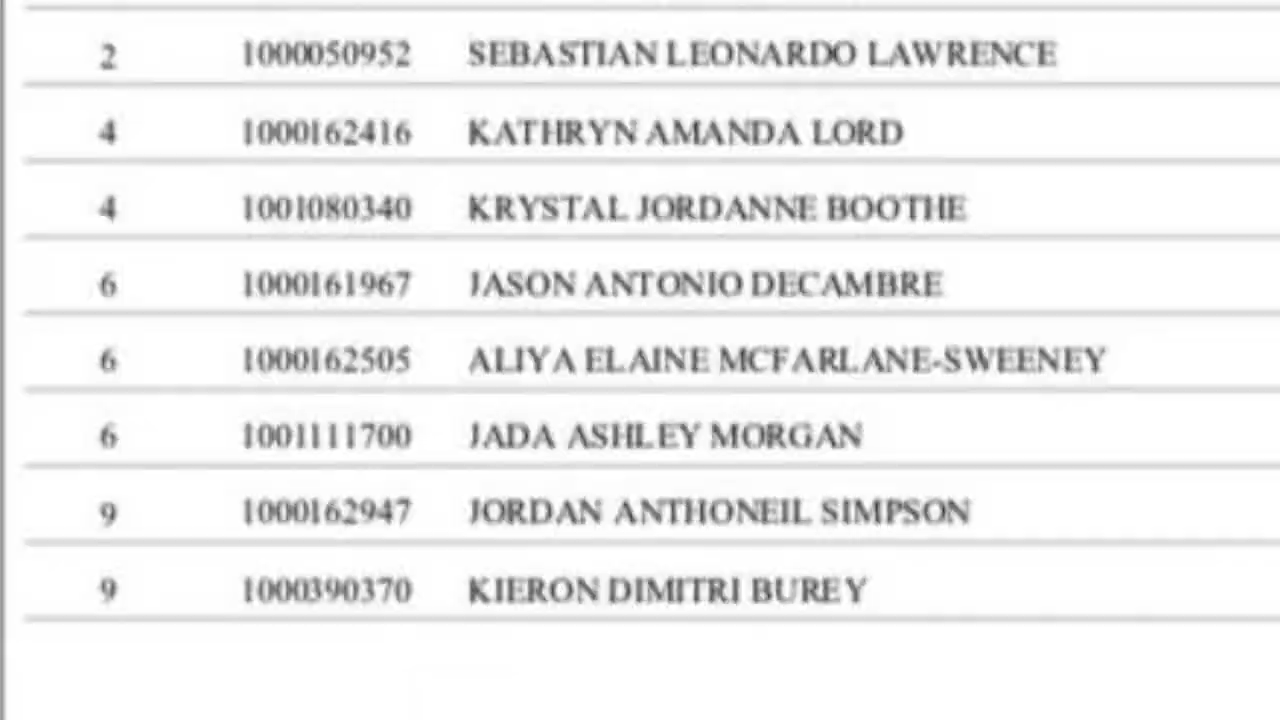 2 1000050952 SEBASTIAN LEONARDO LAWRENCE
4 1000162416 KATHRYN AMANDA LORD
4 1001080340 KRYSTAL JORDANNE BOOTHE
6 1000161967 JASON ANTONIO DECAMBRE
6 1000162505 ALIYA ELAINE MCFARLANE-SWEENEY
6 1001111700 JADA ASHLEY MORGAN
9 1000162947 JORDAN ANTHONEIL SIMPSON
9 1000390370 KIERON DIMITRI BUREY